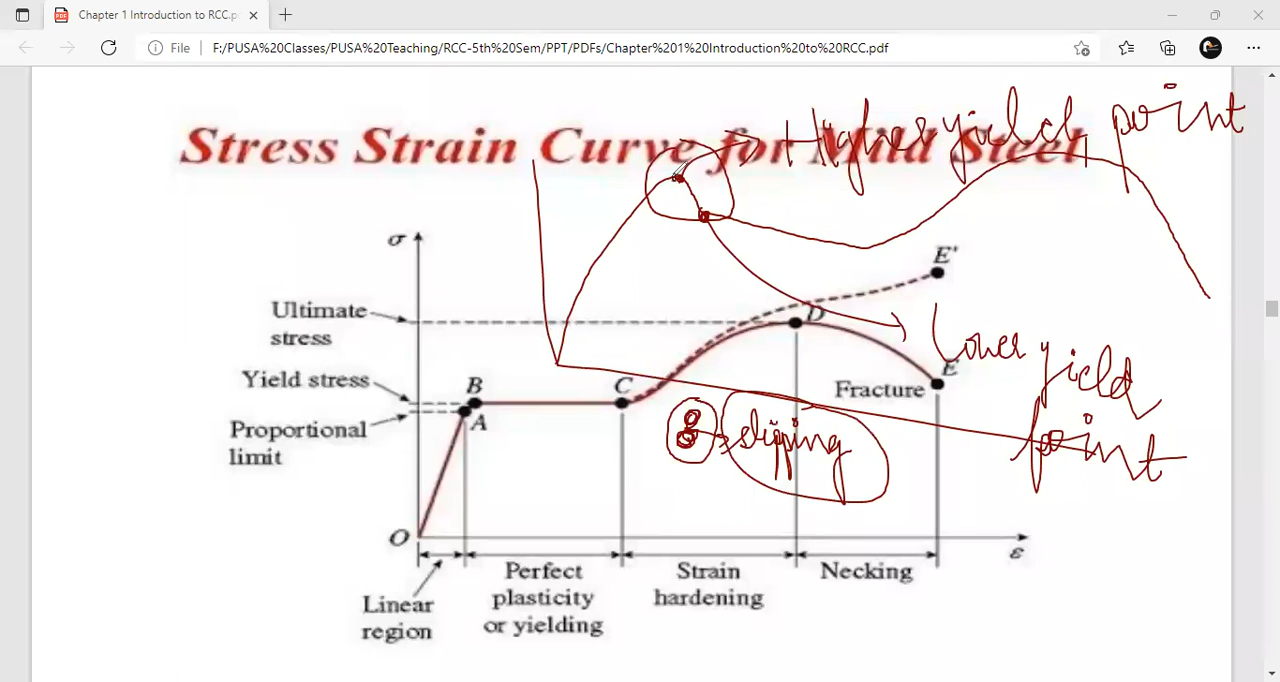 Chapter 1 Introduction to RCC.p
File
F:/PUSA%20Classes/PUSA%20Teaching/RCC-5th%20Sem/PPT/PDFs/Chapter%201%20Introduction%20to%20RCC.pdf
Stress Strain Curve for Mild Steel
Higher yield point
σ
E'
Ultimate
stress
D
Lower yield
point
Yield stress
B
C
E
Fracture
A
Proportional
limit
slipping
O
ε
Perfect
plasticity
or yielding
Strain
hardening
Necking
Linear
region